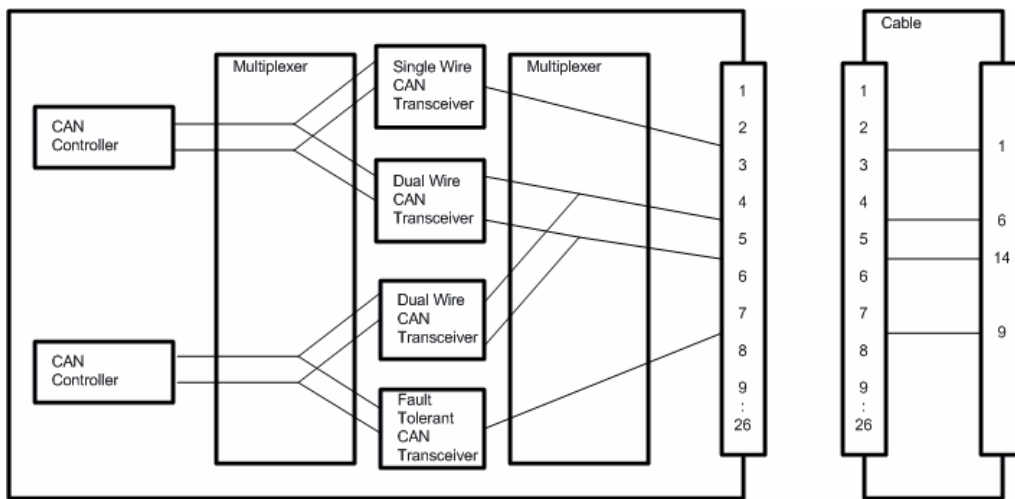 Cable
Multiplexer
Single Wire
CAN
Transceiver
Multiplexer
CAN
Controller
Dual Wire
CAN
Transceiver
Dual Wire
CAN
Transceiver
CAN
Controller
Fault
Tolerant
CAN
Transceiver
1
2
3
4
5
6
7
8
9
:
26
1
2
3
4
5
6
7
8
9
:
26
1
6
14
9